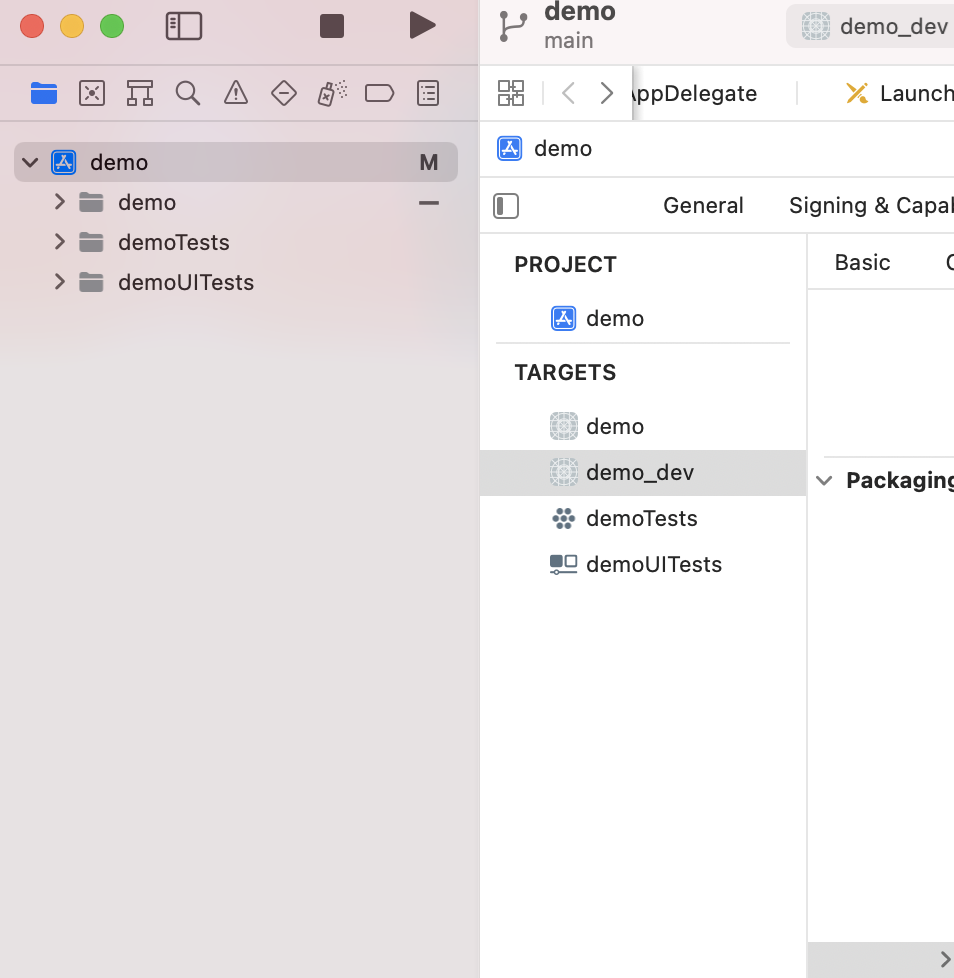 demo
main
demo_dev
AppDelegate
Launch
demo
M
demo
demoTests
demoUITests
demo
General
Signing & Capab
PROJECT
demo
TARGETS
demo
demo_dev
demoTests
demoUITests
Basic
Packaging